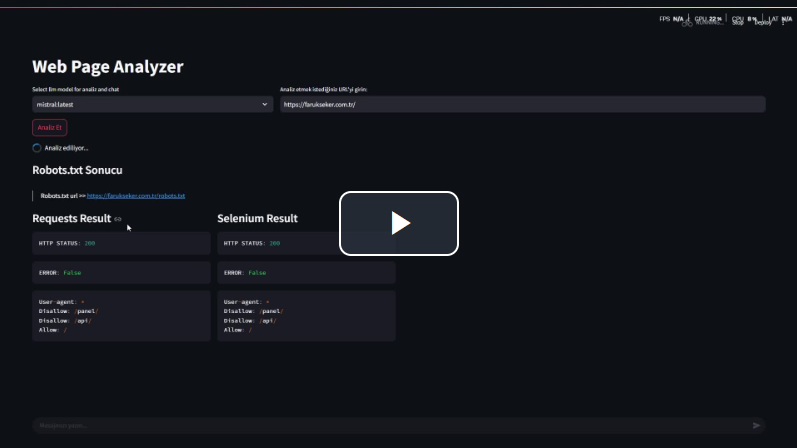 FPS N/A | GPU 22 % | CPU 8 % | LAT N/A
Stop Deploy
Web Page Analyzer
Select llm model for analiz and chat
Analiz etmek istediğiniz URL'yi girin:
mistral:latest
https://farukseker.com.tr/
Analiz Et
Analiz ediliyor...
Robots.txt Sonucu
Robots.txt url >> https://farukseker.com.tr/robots.txt
Requests Result
Selenium Result
HTTP STATUS: 200
HTTP STATUS: 200
ERROR: False
ERROR: False
User-agent: *
Disallow: /panel/
Disallow: /api/
Allow: /
User-agent: *
Disallow: /panel/
Disallow: /api/
Allow: /